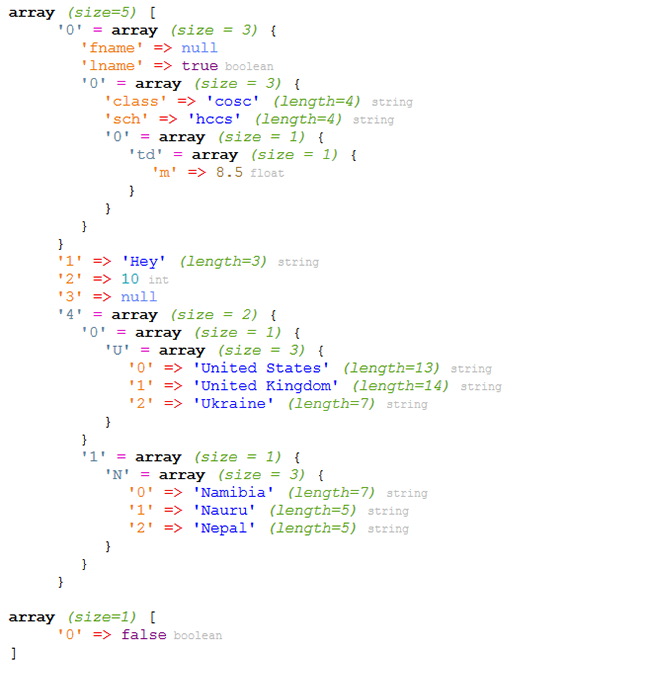 array (size=5) [
'0' = array (size = 3) {
'fname' => null
'lname' => true boolean
'0' = array (size = 3) {
'class' => 'cosc' (length=4) string
'sch' => 'hccs' (length=4) string
'0' = array (size = 1) {
'td' = array (size = 1) {
'm' => 8.5 float
}
}
}
}
'1' => 'Hey' (length=3) string
'2' => 10 int
'3' => null
'4' = array (size = 2) {
'0' = array (size = 1) {
'U' = array (size = 3) {
'0' => 'United States' (length=13) string
'1' => 'United Kingdom' (length=14) string
'2' => 'Ukraine' (length=7) string
}
}
'1' = array (size = 1) {
'N' = array (size = 3) {
'0' => 'Namibia' (length=7) string
'1' => 'Nauru' (length=5) string
'2' => 'Nepal' (length=5) string
}
}
}
array (size=1) [
'0' => false boolean
]